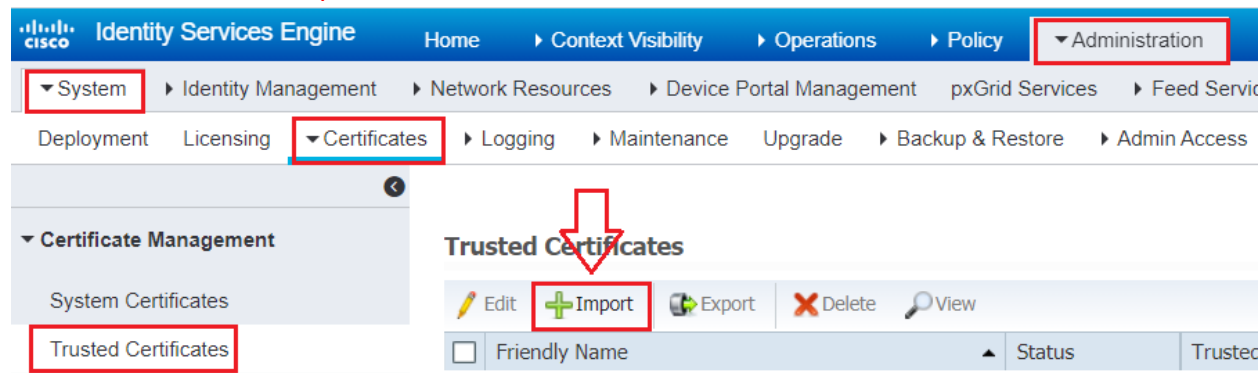 CISCO Identity Services Engine Home Context Visibility Operations Policy Administration
System Identity Management Network Resources Device Portal Management pxGrid Services Feed Servic
Deployment Licensing Certificates Logging Maintenance Upgrade Backup & Restore Admin Access
Certificate Management
Trusted Certificates
System Certificates
Edit Import Export Delete View
Trusted Certificates
Friendly Name Status Trusted